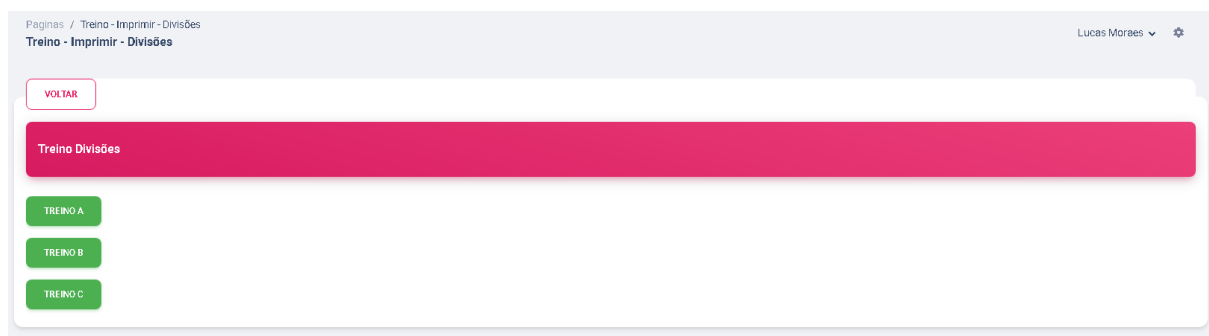 Paginas / Treino - Imprimir - Divisões
Treino - Imprimir - Divisões
Lucas Moraes
VOLTAR
Treino Divisões
TREINO A
TREINO B
TREINO C